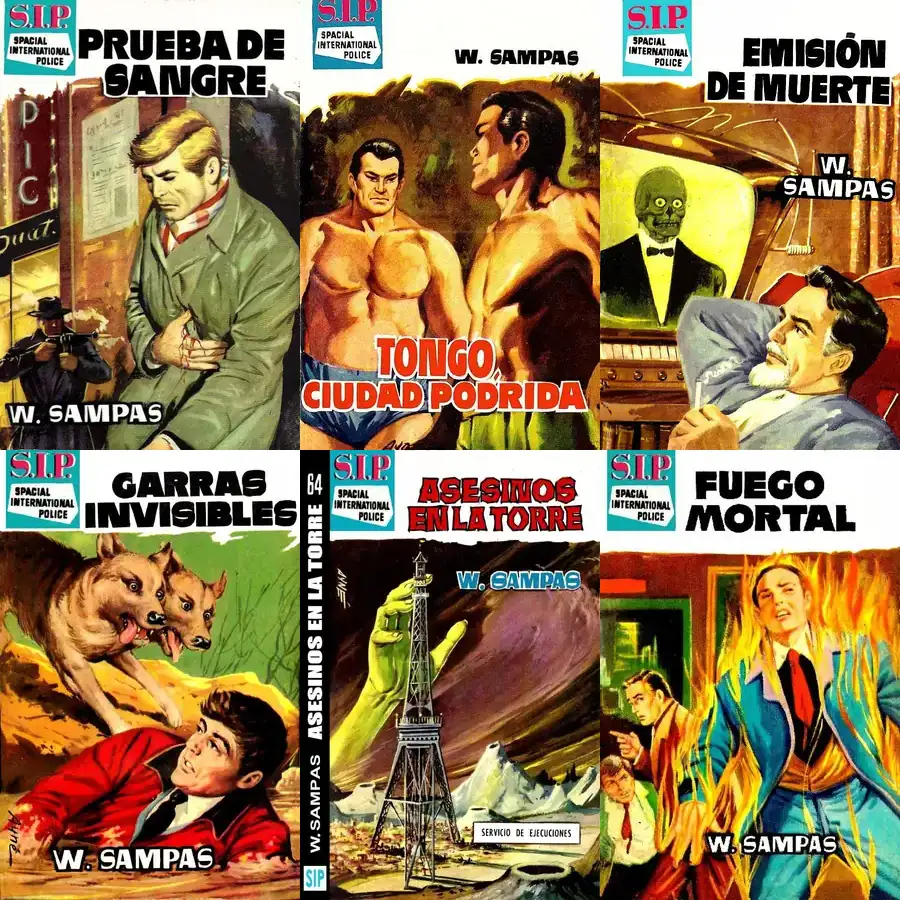 S.I.P.
SPACIAL
INTERNATIONAL
POLICE
PRUEBA DE
SANGRE
PIC
W. SAMPAS
S.I.P.
SPACIAL
INTERNATIONAL
POLICE
W. SAMPAS
TONGO,
CIUDAD PODRIDA
S.I.P.
SPACIAL
INTERNATIONAL
POLICE
EMISIÓN
DE MUERTE
W.
SAMPAS
S.I.P.
SPACIAL
INTERNATIONAL
POLICE
GARRAS
INVISIBLES
W. SAMPAS
64
ASESINOS EN LA TORRE
W. SAMPAS
SIP
S.I.P.
SPACIAL
INTERNATIONAL
POLICE
ASESINOS
EN LA TORRE
W. SAMPAS
SERVICIO DE EJECUCIONES
S.I.P.
SPACIAL
INTERNATIONAL
POLICE
FUEGO
MORTAL
W. SAMPAS